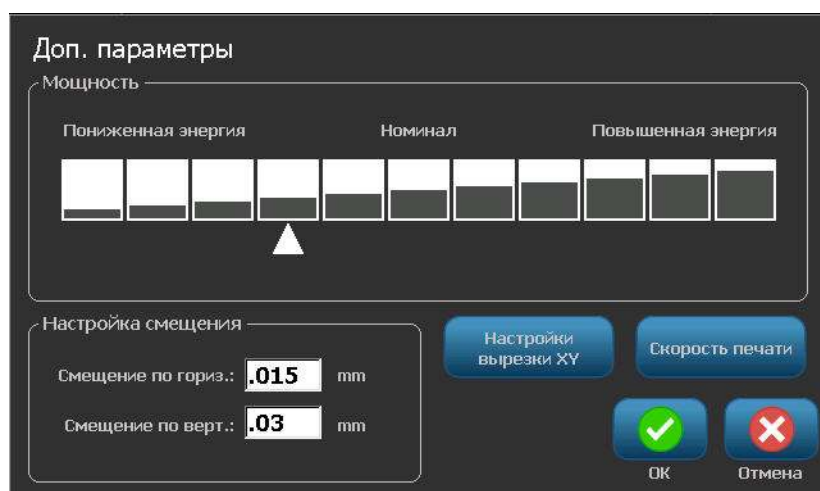 Доп. параметры
Мощность
Пониженная энергия Номинал Повышенная энергия
Настройка смещения
Смещение по гориз.: .015 mm
Смещение по верт.: .03 mm
Настройки
вырезки XY
Скорость печати
ОК Отмена